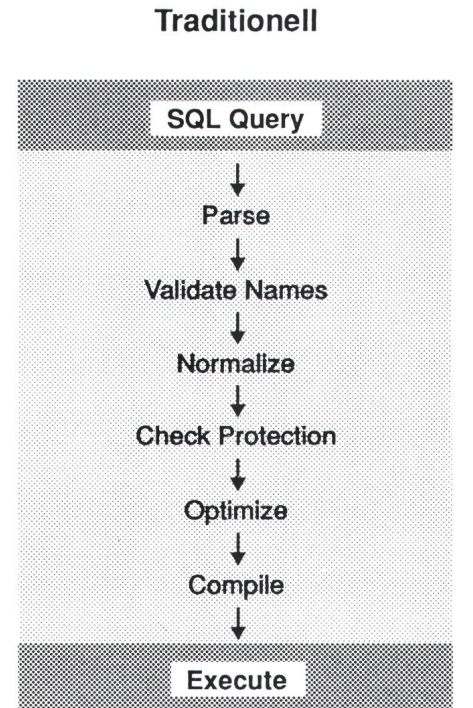 Traditionell
SQL Query
Parse
Validate Names
Normalize
Check Protection
Optimize
Compile
Execute